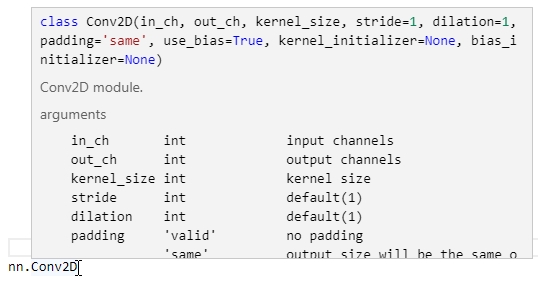 class Conv2D(in_ch, out_ch, kernel_size, stride=1, dilation=1,
padding='same', use_bias=True, kernel_initializer=None, bias_i
nitializer=None)
Conv2D module.
arguments
in_ch int input channels
out_ch int output channels
kernel_size int kernel size
stride int default(1)
dilation int default(1)
padding 'valid' no padding
'same' output size will be the same o
nn.Conv2D